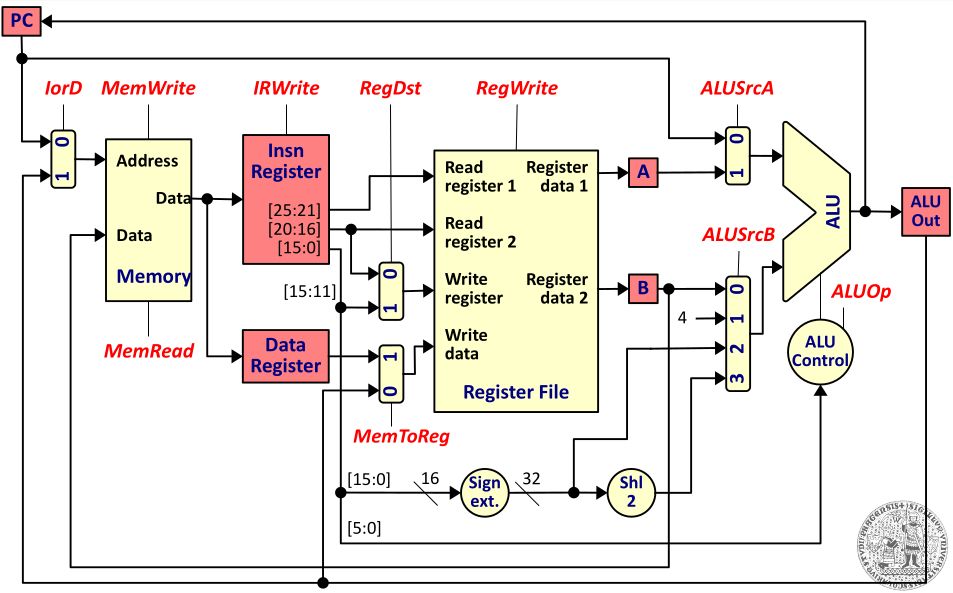 PC
IorD
MemWrite
IRWrite
RegDst
RegWrite
ALUSrcA
0
1
Address
Data
Data
Memory
MemRead
Insn
Register
[25:21]
[20:16]
[15:0]
[15:11]
0
1
Data
Register
1
0
MemToReg
Read
register 1
Read
register 2
Write
register
Write
data
Register
data 1
Register
data 2
Register File
A
B
0
1
ALUSrcB
0
1
2
3
4
ALU
ALU
Out
ALUOp
ALU
Control
[15:0]
16
Sign
ext.
32
Shl
2
[5:0]